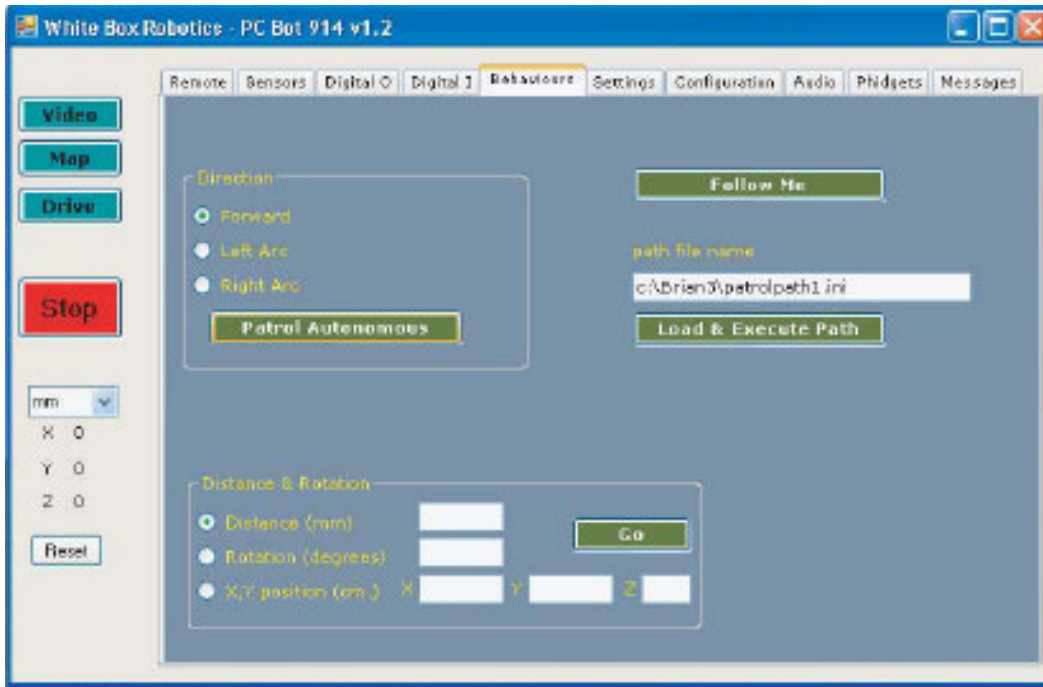 White Box Robotics - PC Bot 914 v1.2
Remote Sensors Digital O Digital I Behaviours Settings Configuration Audio Phidgets Messages
Video
Map
Drive
Stop
mm
X 0
Y 0
Z 0
Reset
Direction
Forward
Left Arc
Right Arc
Patrol Autonomous
Follow Me
path file name
c:\Brian3\patrolpath1.ini
Load & Execute Path
Distance & Rotation
Distance (mm)
Rotation (degrees)
X,Y position (cm.) X Y Z
Go